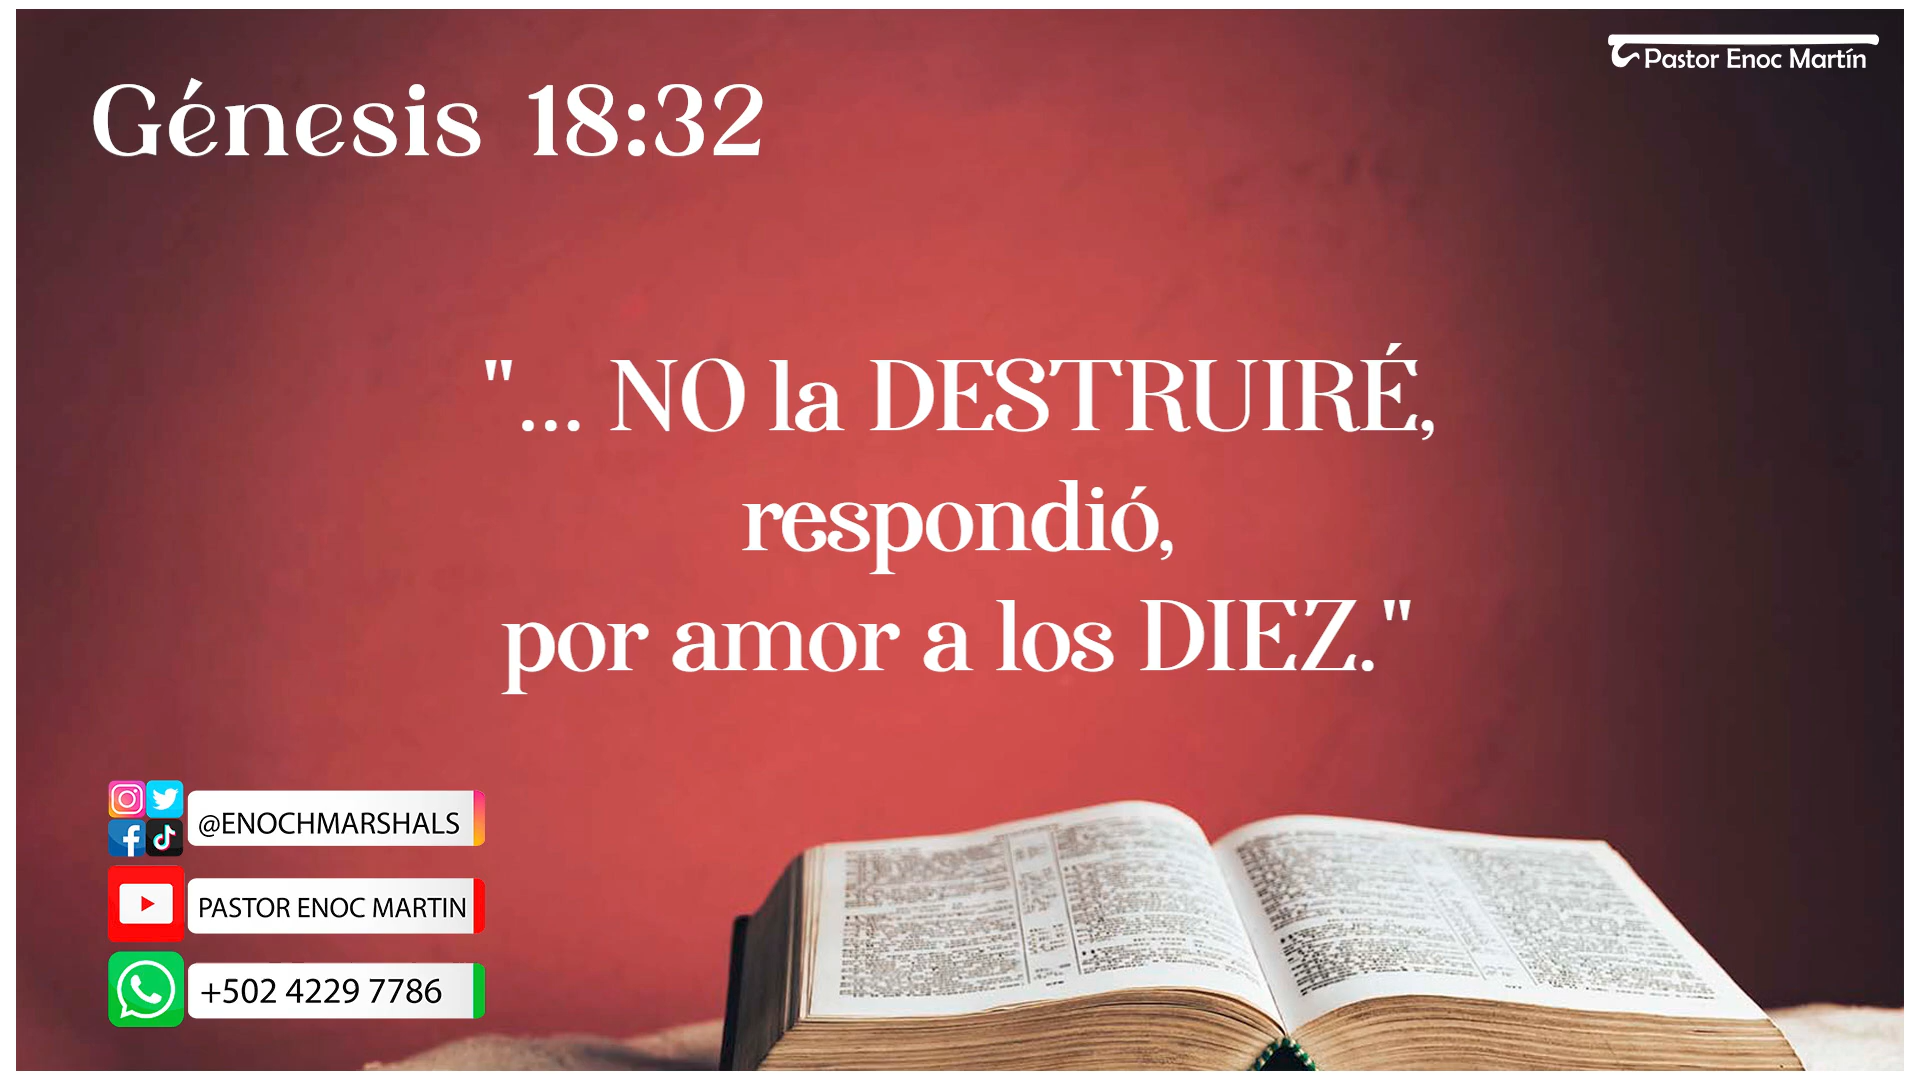 Pastor Enoc Martín
Génesis 18:32
"... NO la DESTRUIRÉ,
respondió,
por amor a los DIEZ."
@ENOCHMARSHALS
PASTOR ENOC MARTIN
+502 4229 7786